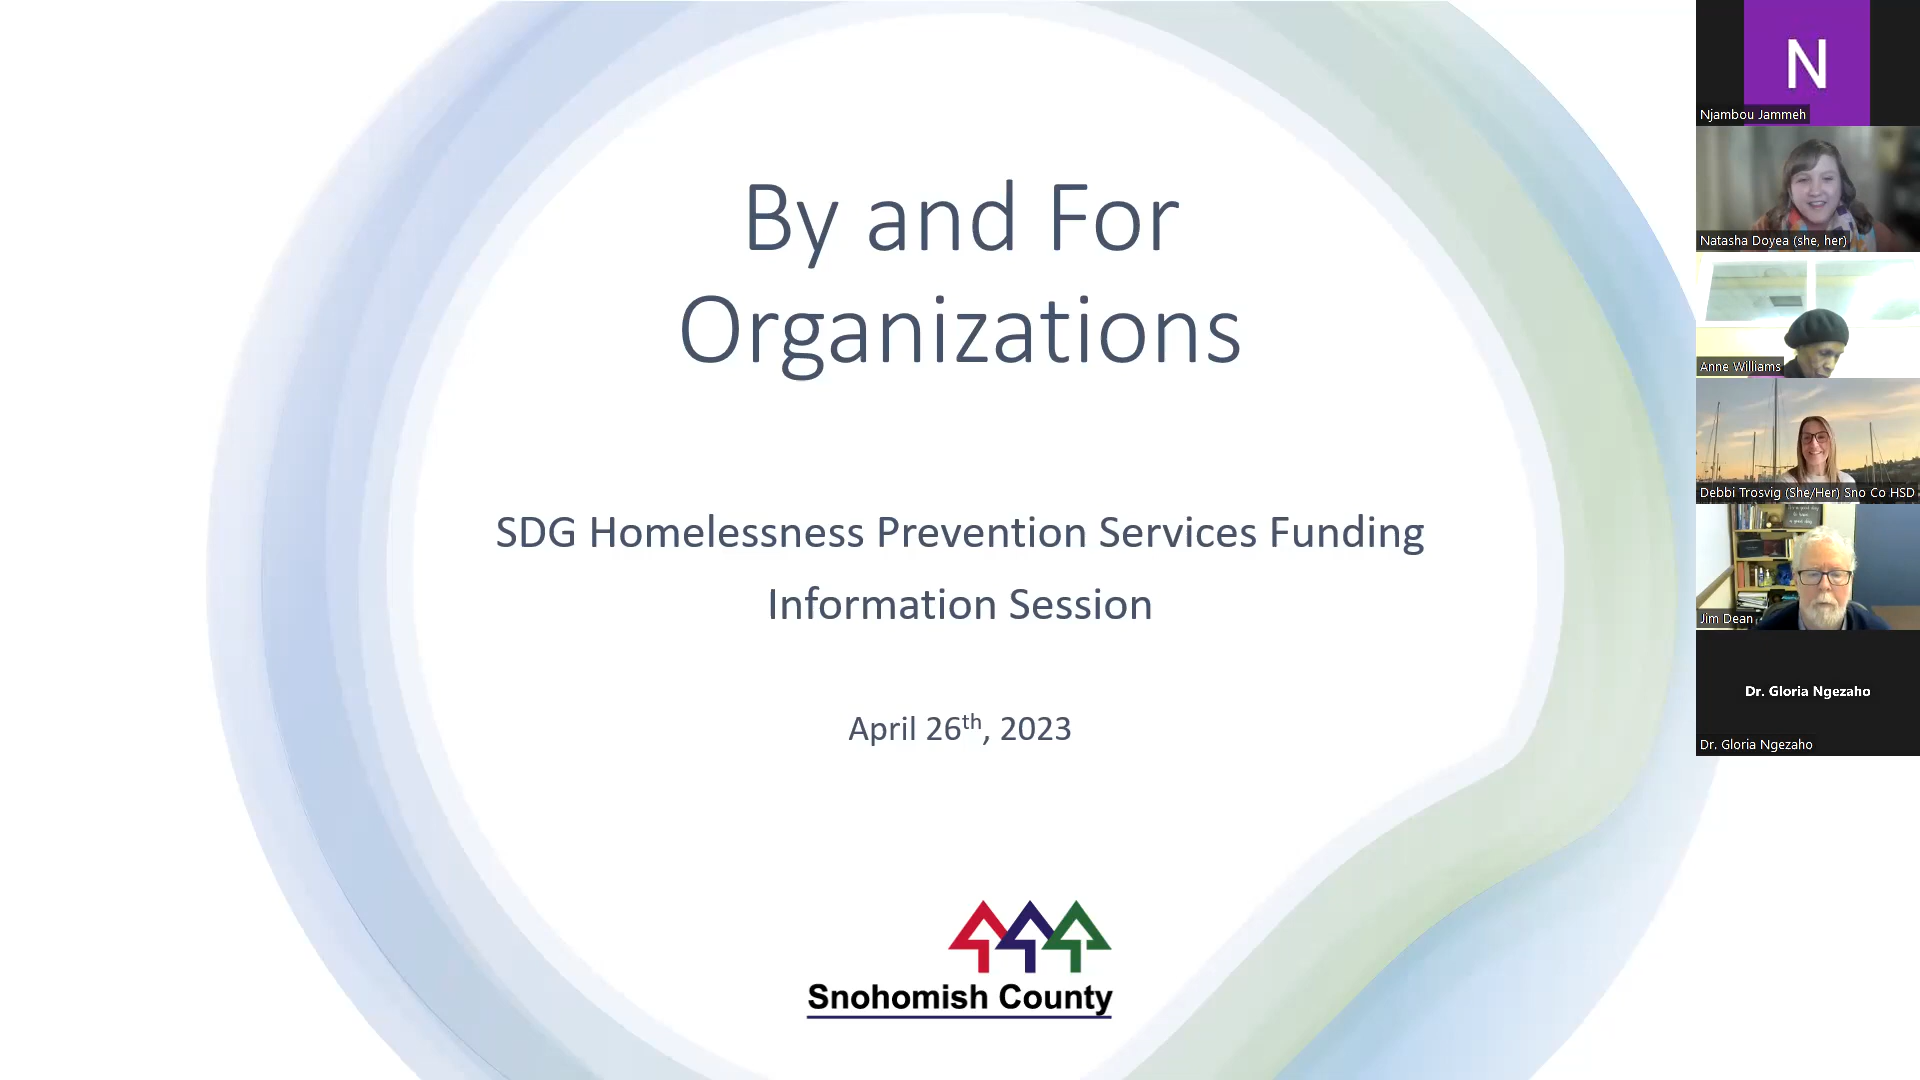 By and For
Organizations
SDG Homelessness Prevention Services Funding
Information Session
April 26th, 2023
Snohomish County
N
Njambou Jammeh
Natasha Doyea (she, her)
Anne Williams
Debbi Trosvig (She/Her) Sno Co HSD
Jim Dean
Dr. Gloria Ngezaho
Dr. Gloria Ngezaho